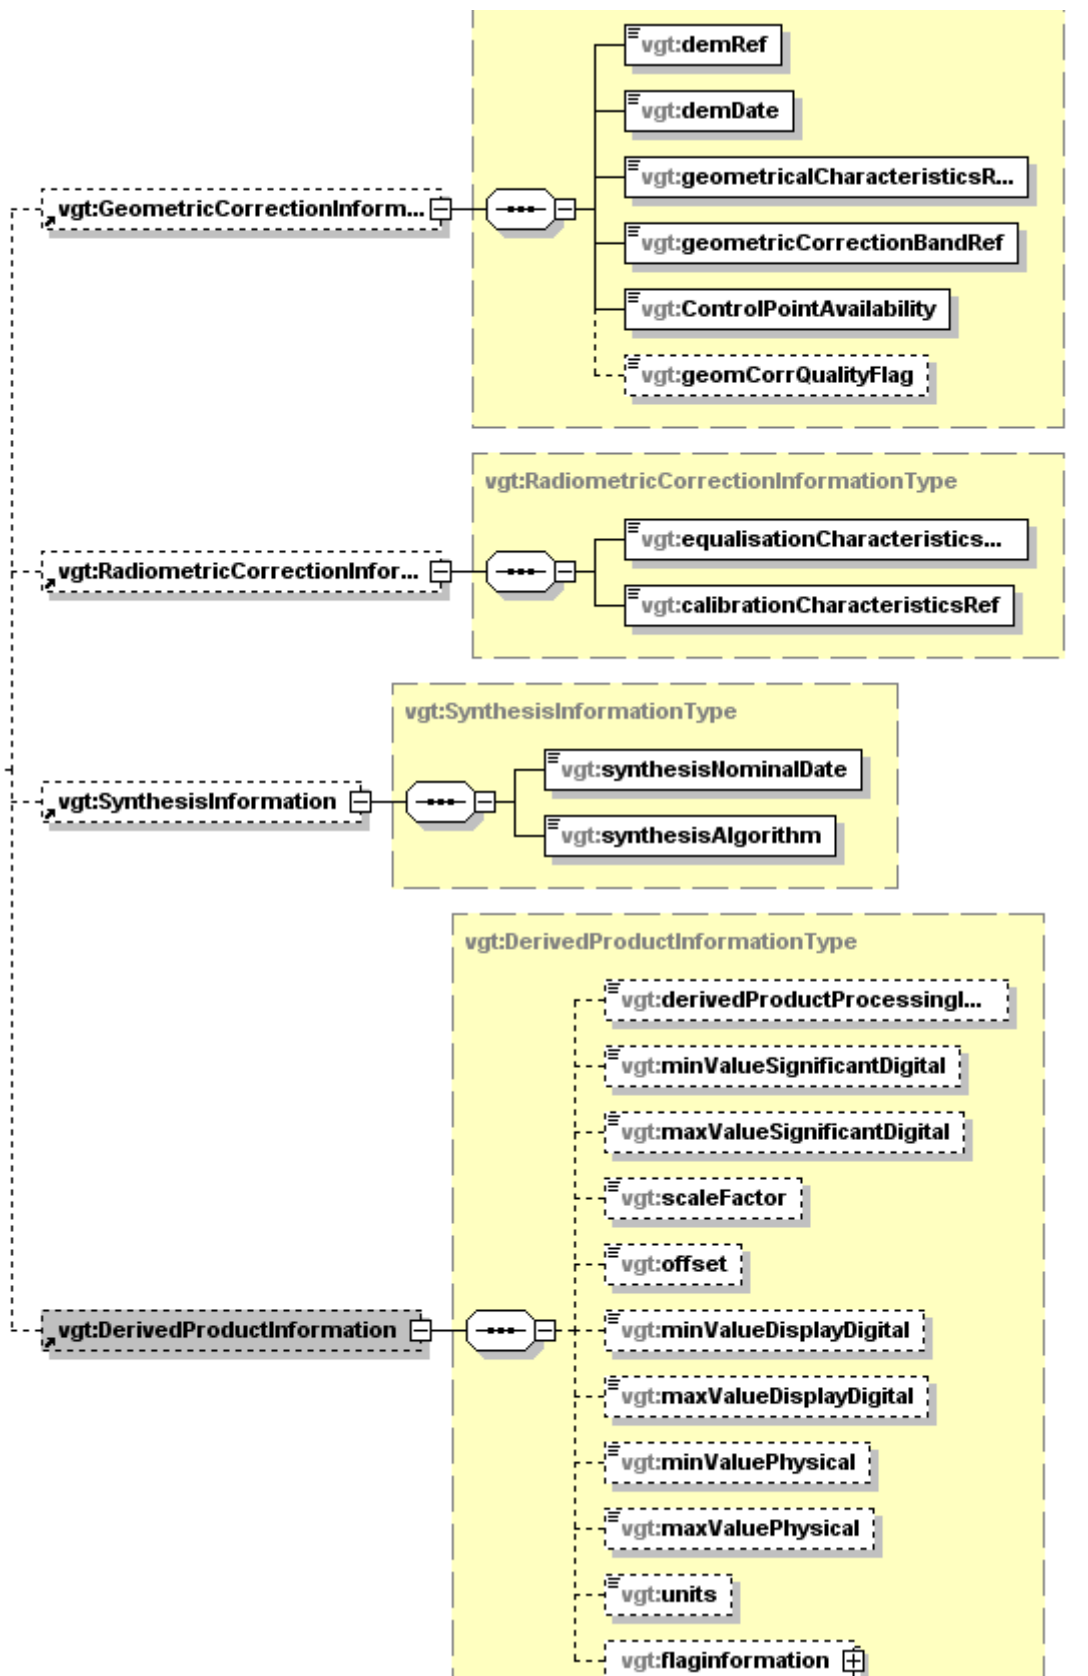 vgt:demRef
vgt:demDate
vgt:geometricalCharacteristicsR...
vgt:GeometricCorrectionInform...
vgt:geometricCorrectionBandRef
vgt:ControlPointAvailability
vgt:geomCorrQualityFlag
vgt:RadiometricCorrectionInformationType
vgt:equalisationCharacteristics...
vgt:RadiometricCorrectionInfor...
vgt:calibrationCharacteristicsRef
vgt:SynthesisInformationType
vgt:synthesisNominalDate
vgt:SynthesisInformation
vgt:synthesisAlgorithm
vgt:DerivedProductInformationType
vgt:derivedProductProcessingI...
vgt:minValueSignificantDigital
vgt:maxValueSignificantDigital
vgt:scaleFactor
vgt:offset
vgt:DerivedProductInformation
vgt:minValueDisplayDigital
vgt:maxValueDisplayDigital
vgt:minValuePhysical
vgt:maxValuePhysical
vgt:units
vgt:flaginformation